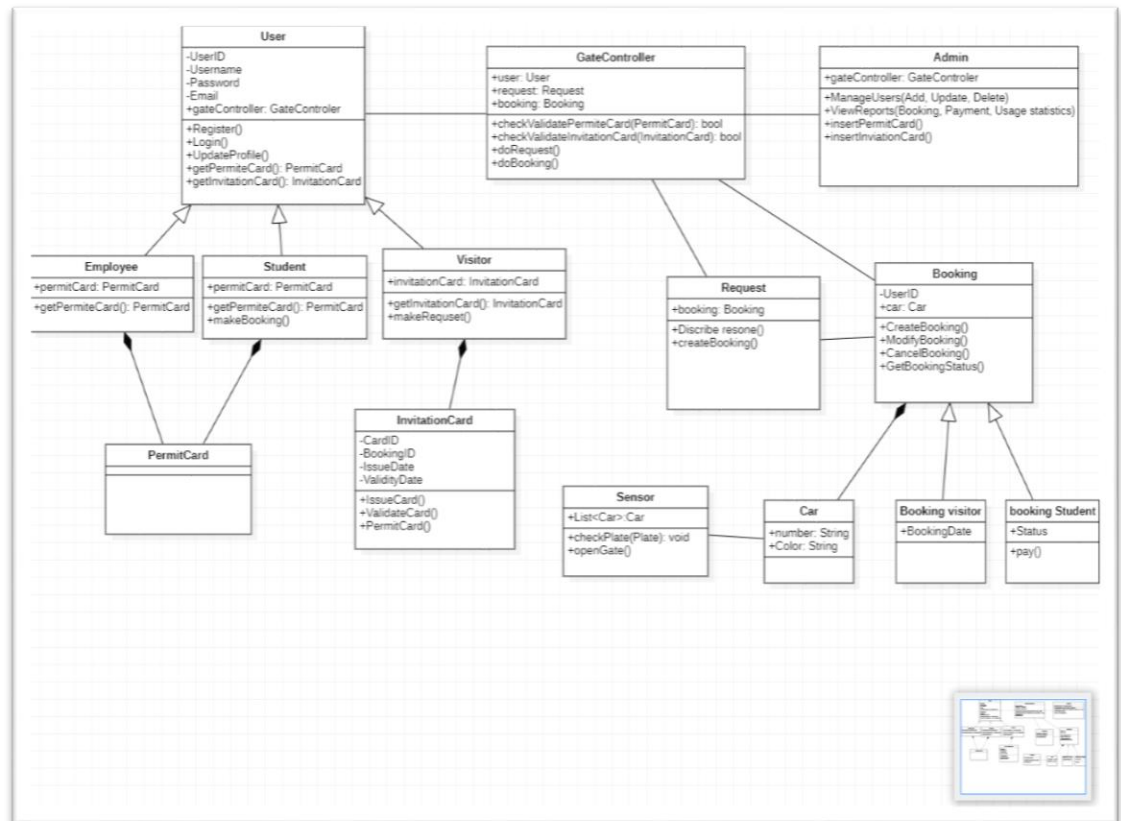 User
-UserID
-Username
-Password
-Email
+gateController: GateControler
+Register()
+Login()
+UpdateProfile()
+getPermiteCard(): PermitCard
+getInvitationCard(): InvitationCard
GateController
+user: User
+request: Request
+booking: Booking
+checkValidatePermiteCard(PermitCard): bool
+checkValidateInvitationCard(InvitationCard): bool
+doRequest()
+doBooking()
Admin
+gateController: GateControler
+ManageUsers(Add, Update, Delete)
+ViewReports(Booking, Payment, Usage statistics)
+insertPermitCard()
+insertInviationCard()
Employee
+permitCard: PermitCard
+getPermiteCard(): PermitCard
Student
+permitCard: PermitCard
+getPermiteCard(): PermitCard
+makeBooking()
Visitor
+invitationCard: InvitationCard
+getInvitationCard(): InvitationCard
+makeRequset()
Request
+booking: Booking
+Discribe resone()
+createBooking()
Booking
-UserID
+car: Car
+CreateBooking()
+ModifyBooking()
+CancelBooking()
+GetBookingStatus()
PermitCard
InvitationCard
-CardID
-BookingID
-IssueDate
-ValidityDate
+IssueCard()
+ValidateCard()
+PermitCard()
Sensor
+List<Car>:Car
+checkPlate(Plate): void
+openGate()
Car
+number: String
+Color: String
Booking visitor
+BookingDate
booking Student
+Status
+pay()